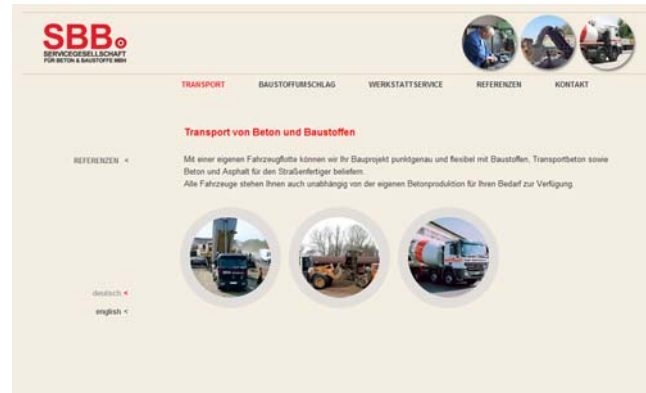 SBB
SERVICEGESELLSCHAFT
FÜR BETON & BAUSTOFFE MBH
TRANSPORT BAUSTOFFUMSCHLAG WERKSTATTSERVICE REFERENZEN KONTAKT
Transport von Beton und Baustoffen
REFERENZEN <
Mit einer eigenen Fahrzeugflotte können wir Ihr Bauprojekt punktgenau und flexibel mit Baustoffen, Transportbeton sowie
Beton und Asphalt für den Straßenfertiger beliefern.
Alle Fahrzeuge stehen Ihnen auch unabhängig von der eigenen Betonproduktion für Ihren Bedarf zur Verfügung.
deutsch <
english <